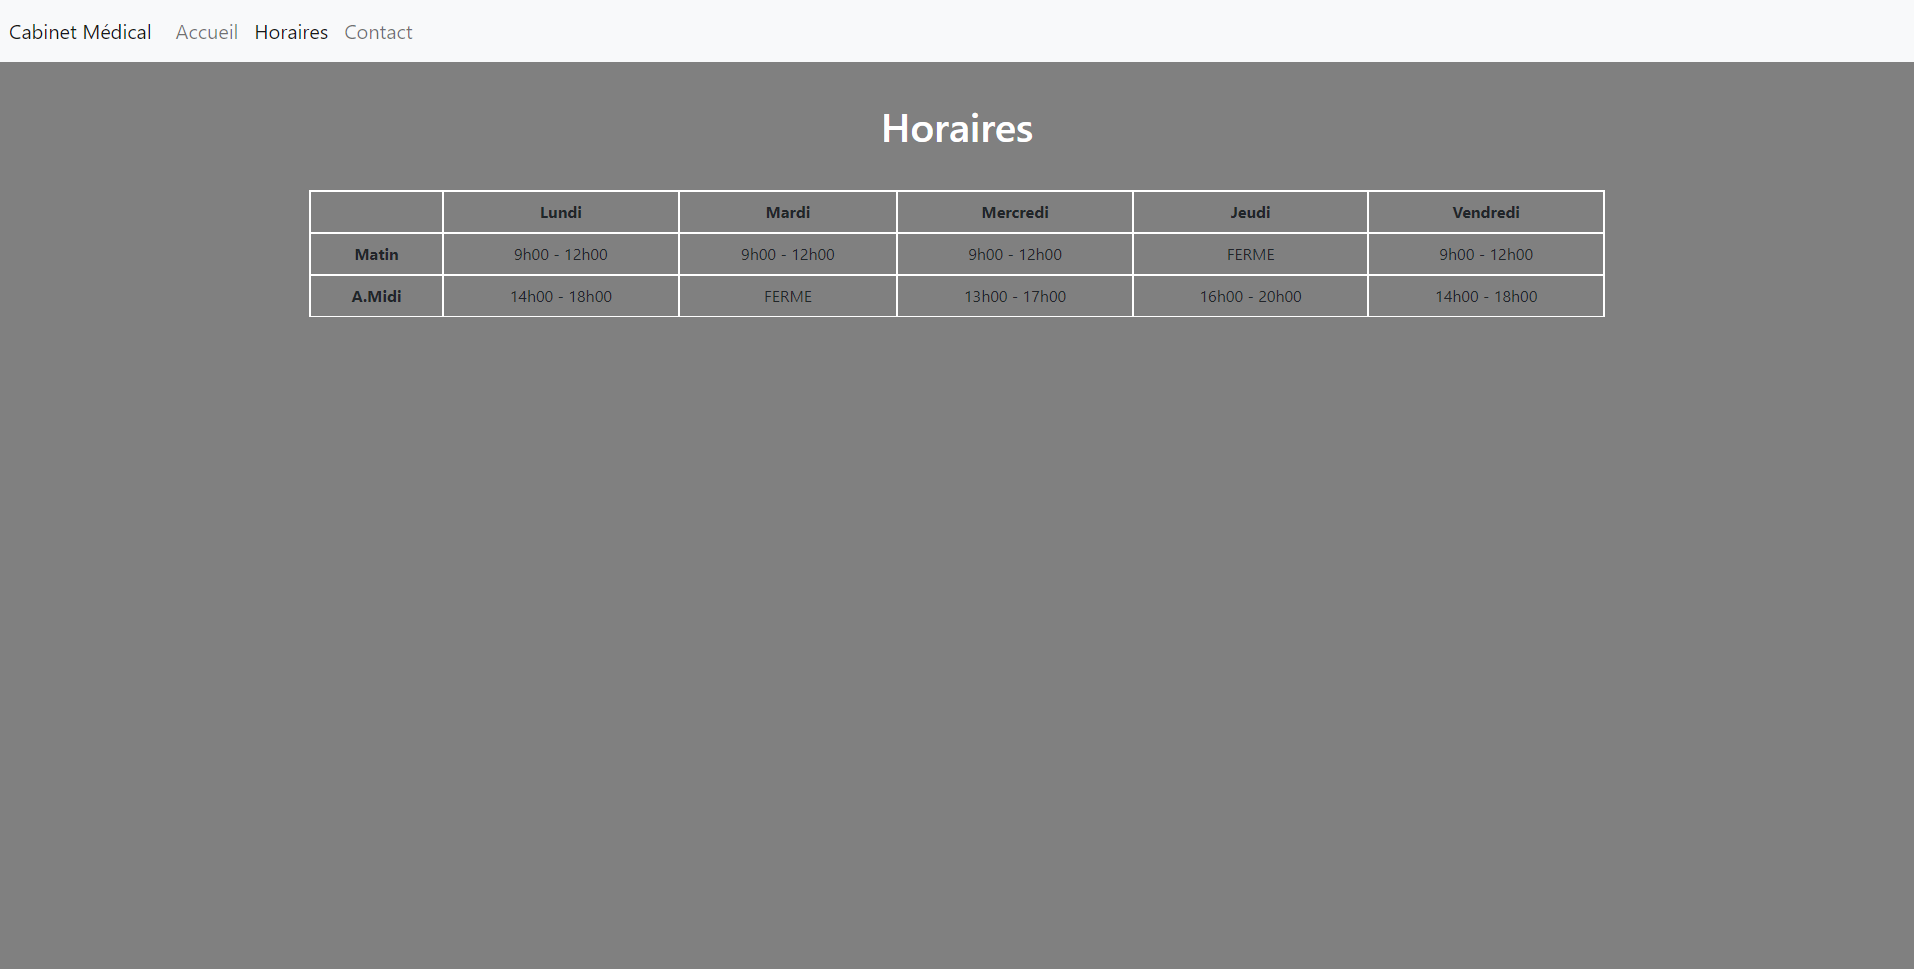 Cabinet Médical Accueil Horaires Contact
Horaires
Lundi Mardi Mercredi Jeudi Vendredi
Matin 9h00 - 12h00 9h00 - 12h00 9h00 - 12h00 FERME 9h00 - 12h00
A.Midi 14h00 - 18h00 FERME 13h00 - 17h00 16h00 - 20h00 14h00 - 18h00